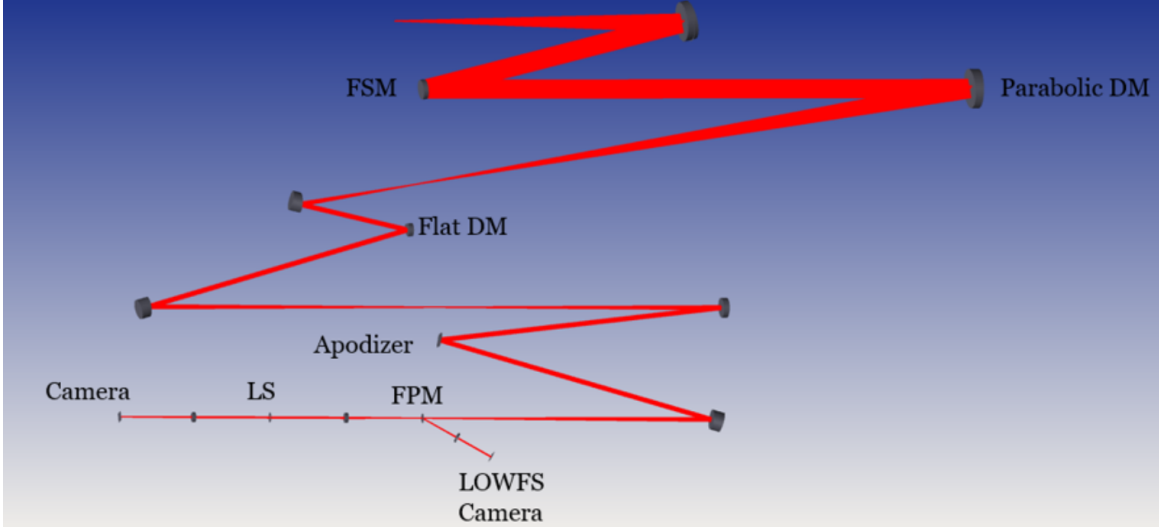 FSM
Parabolic DM
Flat DM
Apodizer
Camera
LS
FPM
LOWFS
Camera